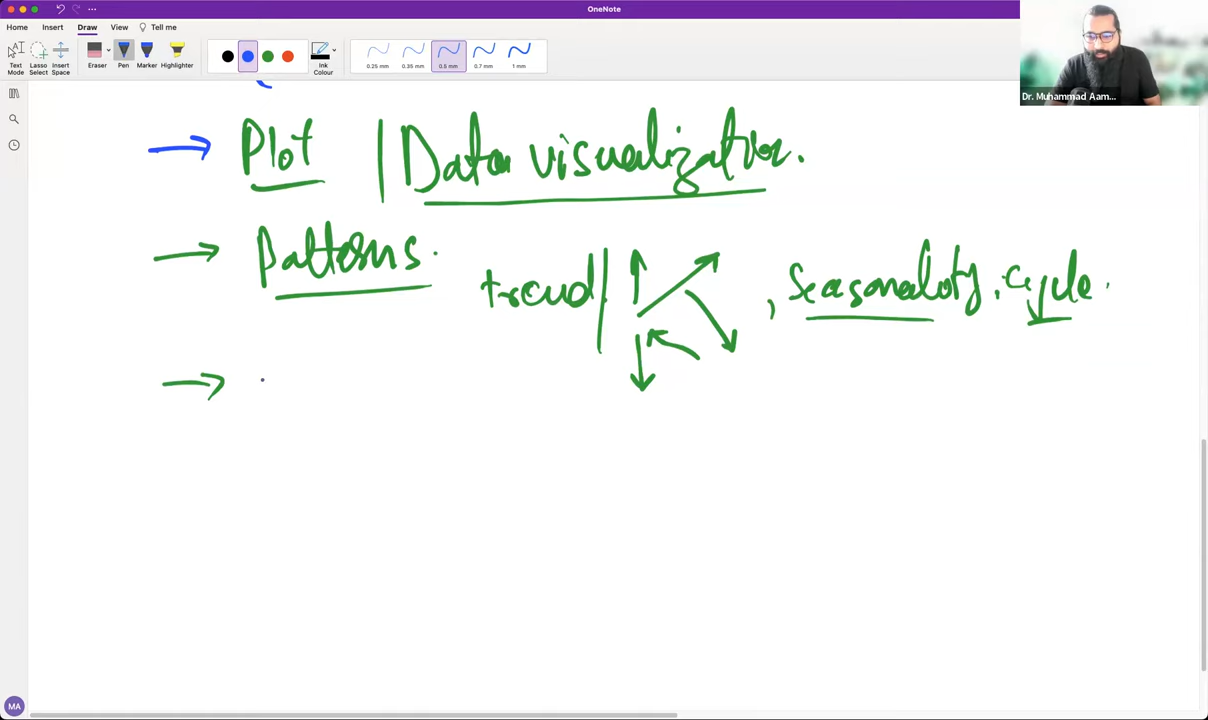 OneNote
Home Insert Draw View Tell me
Text Mode Lasso Select Insert Space Eraser Pen Marker Highlighter Ink Colour 0.25 mm 0.35 mm 0.5 mm 0.7 mm 1 mm
Dr. Muhammad Aam...
→ Plot | Data visualization.
→ Patterns. trend/ , Seasonality, cycle.
→
MA